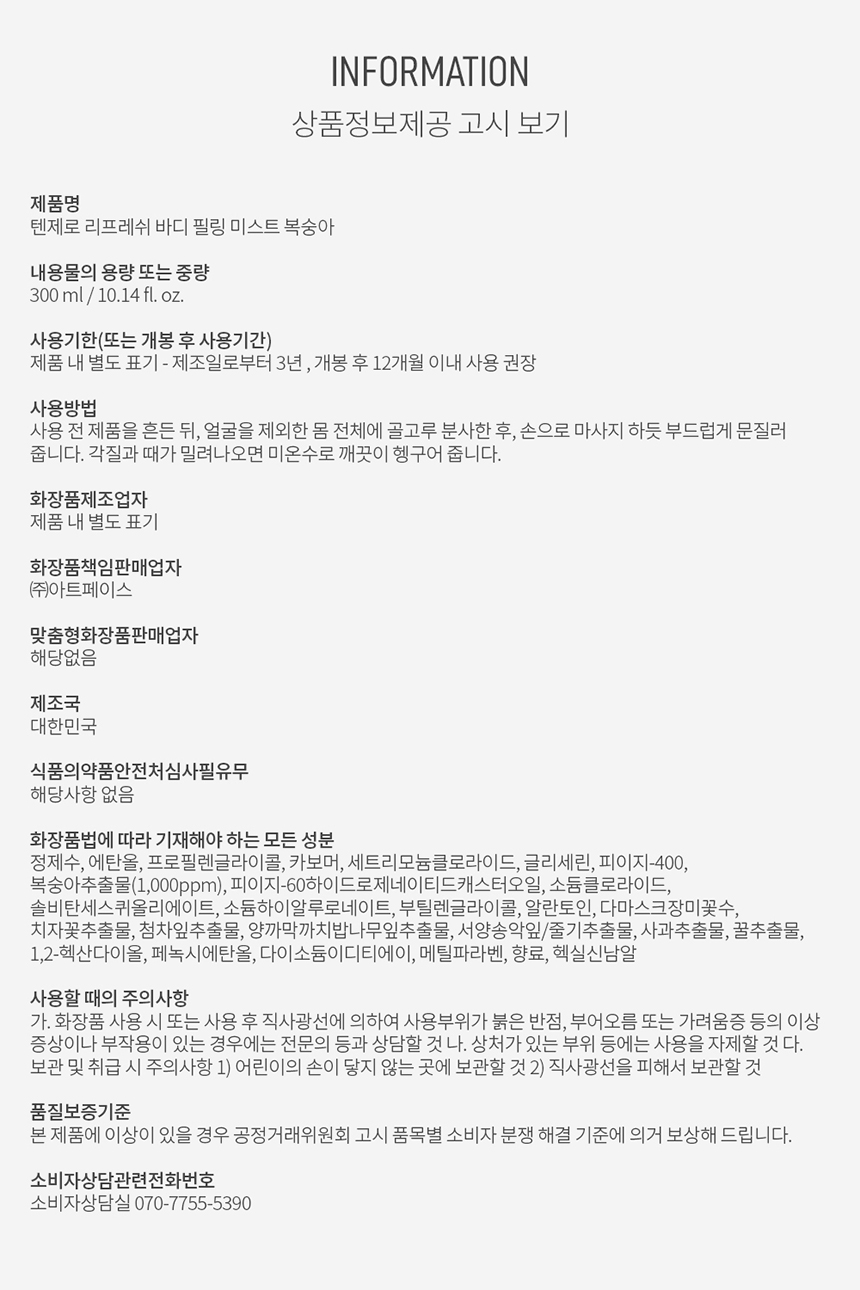 INFORMATION
상품정보제공 고시 보기
제품명
텐제로 리프레쉬 바디 필링 미스트 복숭아
내용물의 용량 또는 중량
300 ml / 10.14 fl. oz.
사용기한(또는 개봉 후 사용기간)
제품 내 별도 표기 - 제조일로부터 3년 , 개봉 후 12개월 이내 사용 권장
사용방법
사용 전 제품을 흔든 뒤, 얼굴을 제외한 몸 전체에 골고루 분사한 후, 손으로 마사지 하듯 부드럽게 문질러
줍니다. 각질과 때가 밀려나오면 미온수로 깨끗이 헹구어 줍니다.
화장품제조업자
제품 내 별도 표기
화장품책임판매업자
㈜아트페이스
맞춤형화장품판매업자
해당없음
제조국
대한민국
식품의약품안전처심사필유무
해당사항 없음
화장품법에 따라 기재해야 하는 모든 성분
정제수, 에탄올, 프로필렌글라이콜, 카보머, 세트리모늄클로라이드, 글리세린, 피이지-400,
복숭아추출물(1,000ppm), 피이지-60하이드로제네이티드캐스터오일, 소듐클로라이드,
솔비탄세스퀴올리에이트, 소듐하이알루로네이트, 부틸렌글라이콜, 알란토인, 다마스크장미꽃수,
치자꽃추출물, 첨차잎추출물, 양까막까치밥나무잎추출물, 서양송악잎/줄기추출물, 사과추출물, 꿀추출물,
1,2-헥산다이올, 페녹시에탄올, 다이소듐이디티에이, 메틸파라벤, 향료, 헥실신남알
사용할 때의 주의사항
가. 화장품 사용 시 또는 사용 후 직사광선에 의하여 사용부위가 붉은 반점, 부어오름 또는 가려움증 등의 이상
증상이나 부작용이 있는 경우에는 전문의 등과 상담할 것 나. 상처가 있는 부위 등에는 사용을 자제할 것 다.
보관 및 취급 시 주의사항 1) 어린이의 손이 닿지 않는 곳에 보관할 것 2) 직사광선을 피해서 보관할 것
품질보증기준
본 제품에 이상이 있을 경우 공정거래위원회 고시 품목별 소비자 분쟁 해결 기준에 의거 보상해 드립니다.
소비자상담관련전화번호
소비자상담실 070-7755-5390